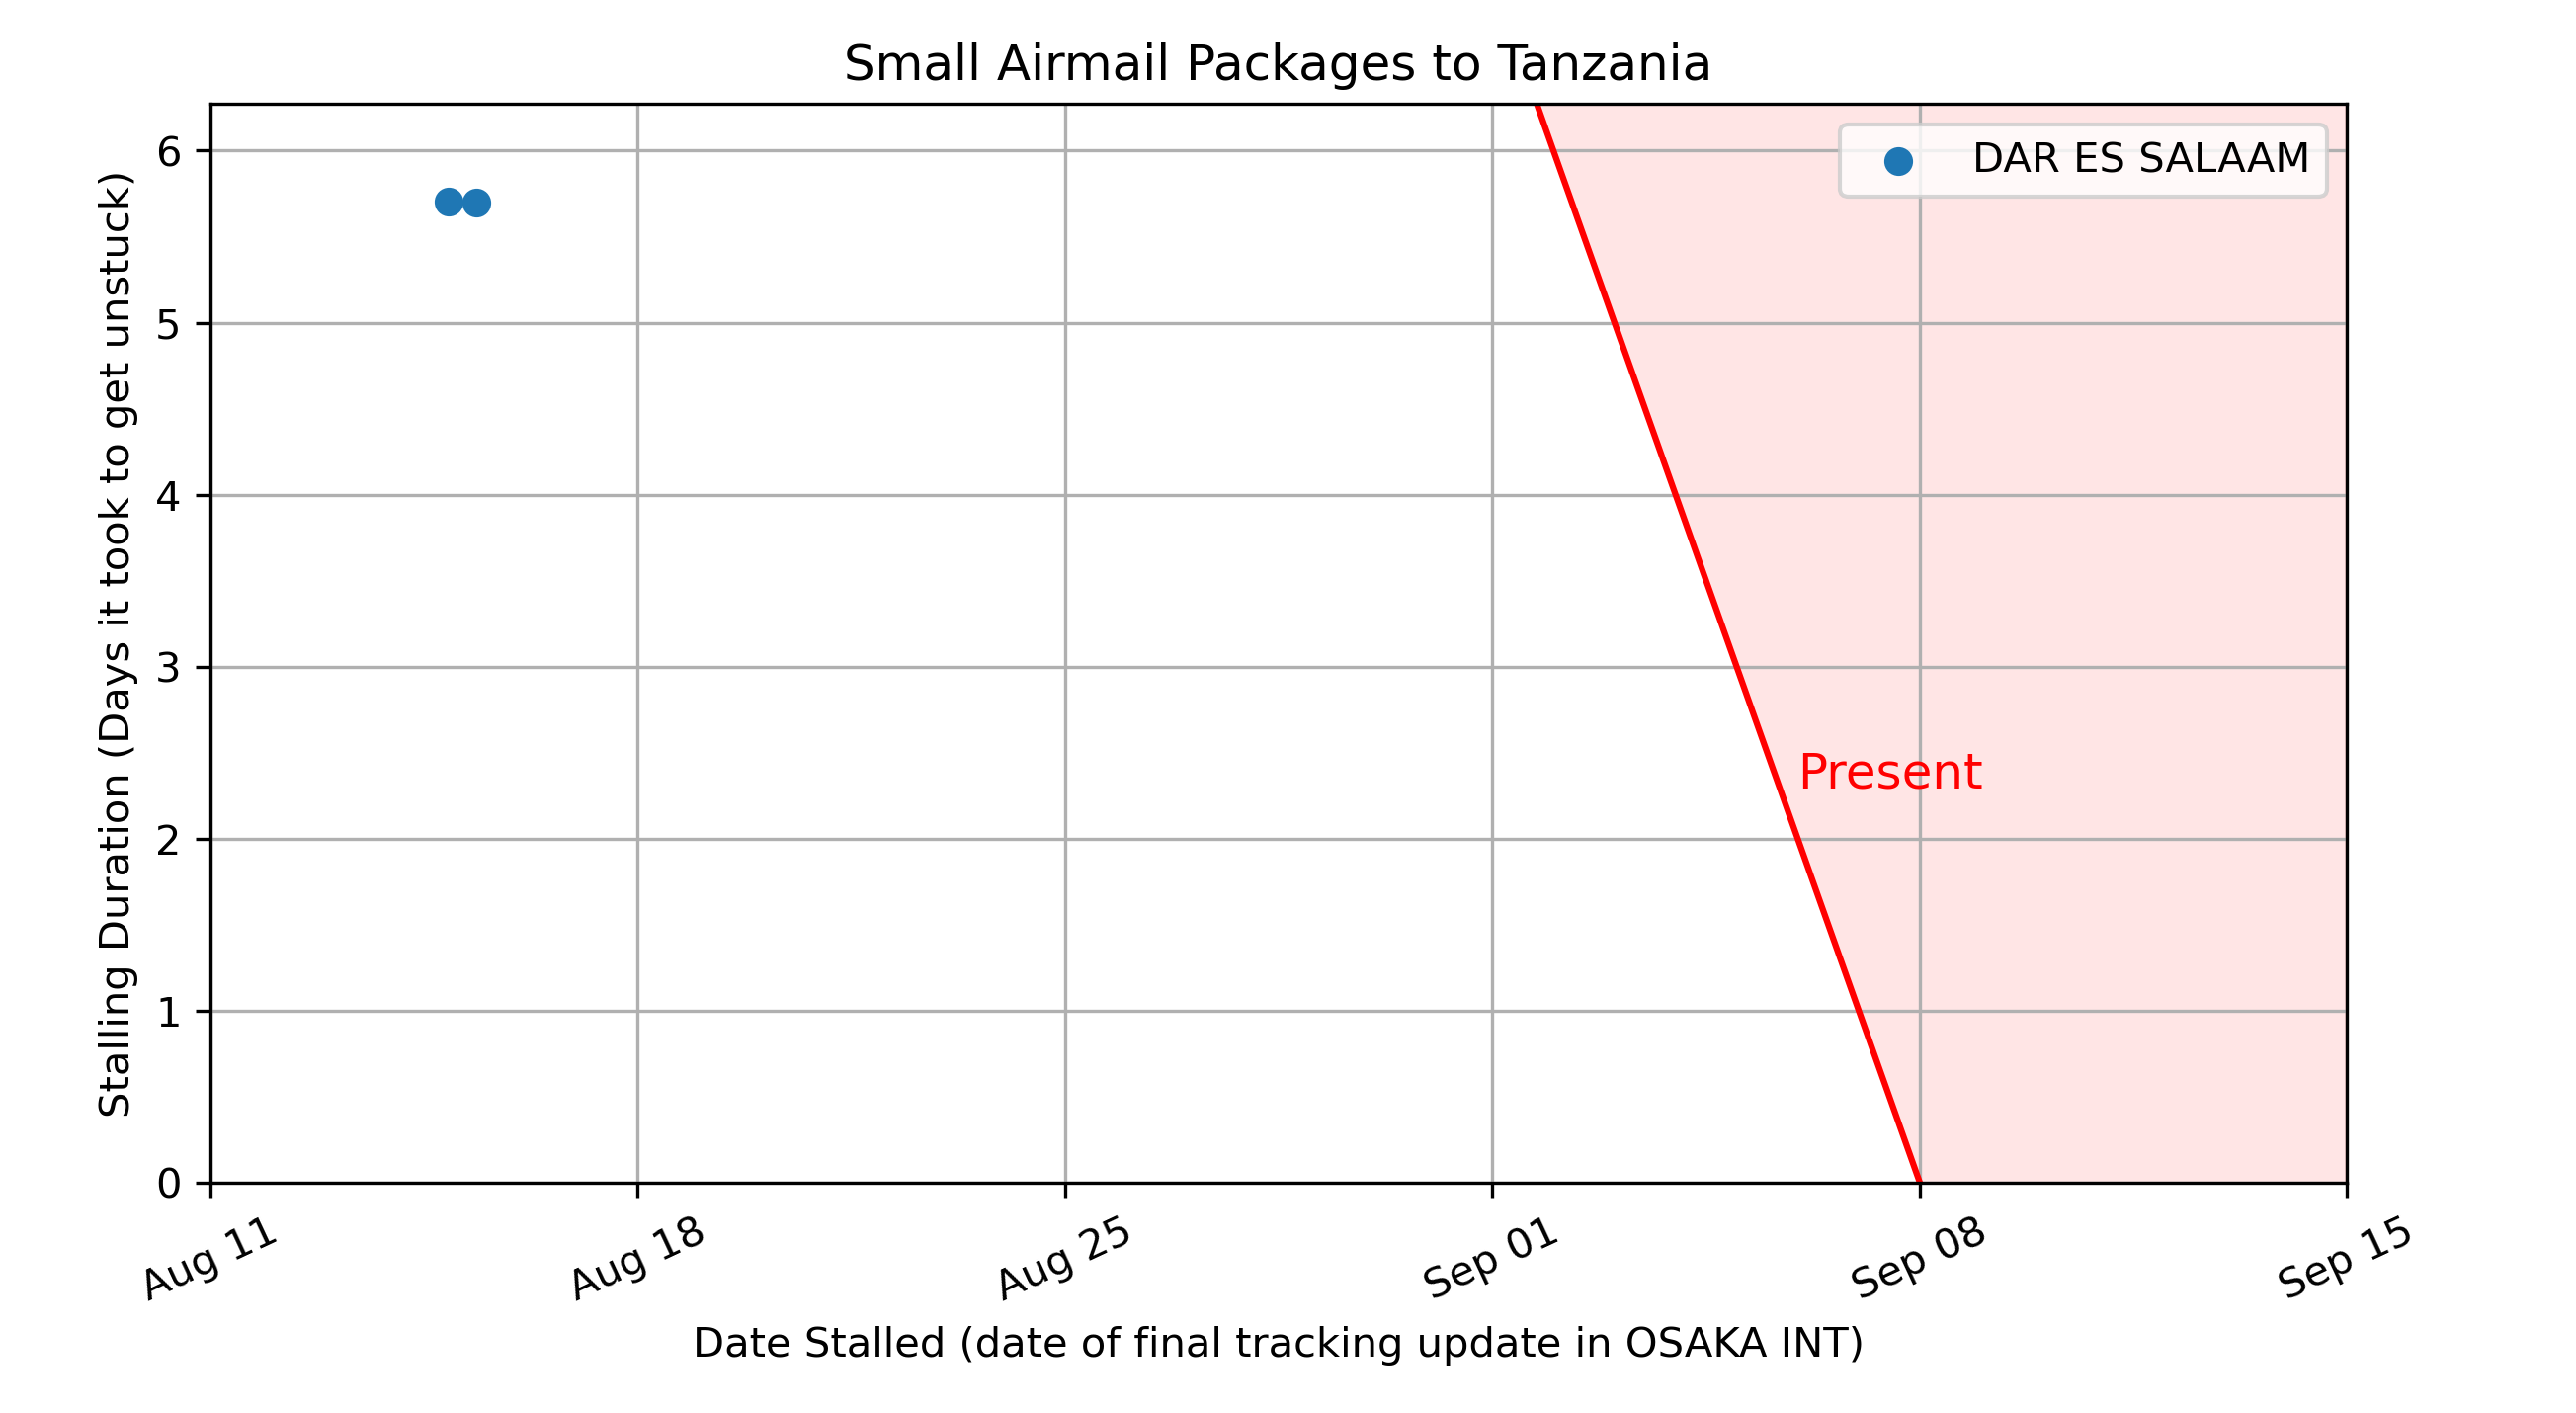 Small Airmail Packages to Tanzania
DAR ES SALAAM
Stalling Duration (Days it took to get unstuck)
6
5
4
3
2
1
0
Present
Aug 11
Aug 18
Aug 25
Sep 01
Sep 08
Sep 15
Date Stalled (date of final tracking update in OSAKA INT)